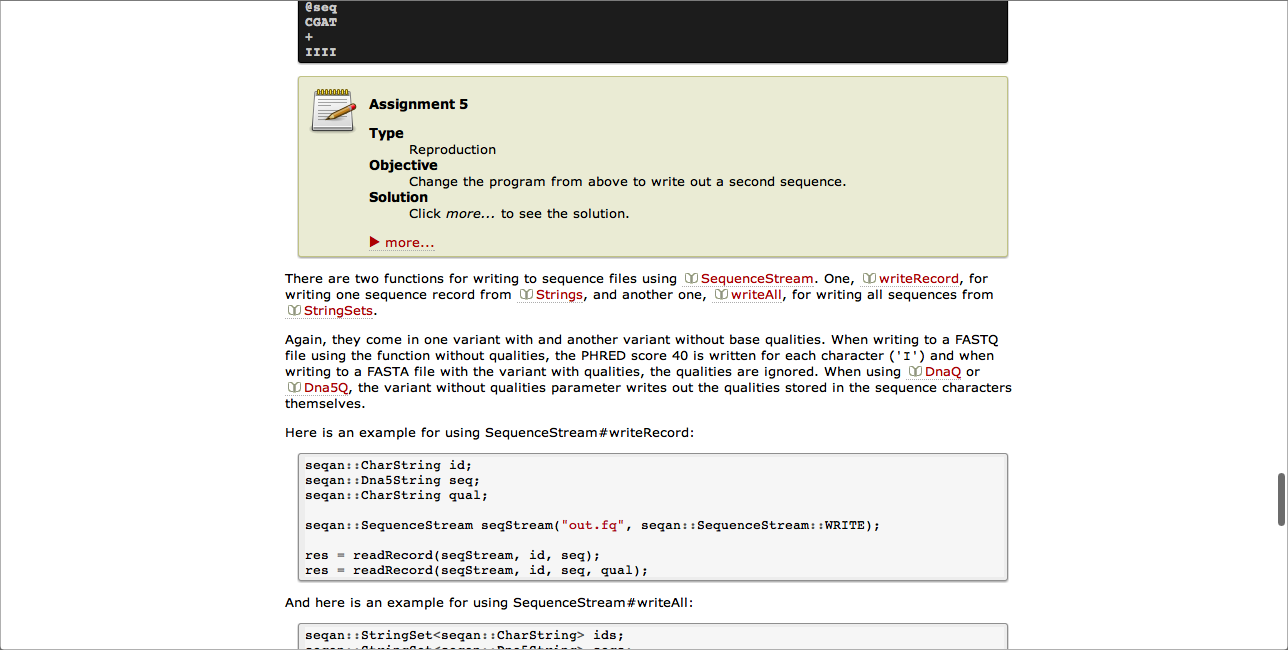 @seq
CGAT
+
IIII
Assignment 5
Type
Reproduction
Objective
Change the program from above to write out a second sequence.
Solution
Click more... to see the solution.
more...
There are two functions for writing to sequence files using SequenceStream. One, writeRecord, for
writing one sequence record from Strings, and another one, writeAll, for writing all sequences from
StringSets.
Again, they come in one variant with and another variant without base qualities. When writing to a FASTQ
file using the function without qualities, the PHRED score 40 is written for each character ('I') and when
writing to a FASTA file with the variant with qualities, the qualities are ignored. When using DnaQ or
Dna5Q, the variant without qualities parameter writes out the qualities stored in the sequence characters
themselves.
Here is an example for using SequenceStream#writeRecord:
seqan::CharString id;
seqan::Dna5String seq;
seqan::CharString qual;
seqan::SequenceStream seqStream("out.fq", seqan::SequenceStream::WRITE);
res = readRecord(seqStream, id, seq);
res = readRecord(seqStream, id, seq, qual);
And here is an example for using SequenceStream#writeAll:
seqan::StringSet<seqan::CharString> ids;
seqan::StringSet<seqan::Dna5String> seqs;